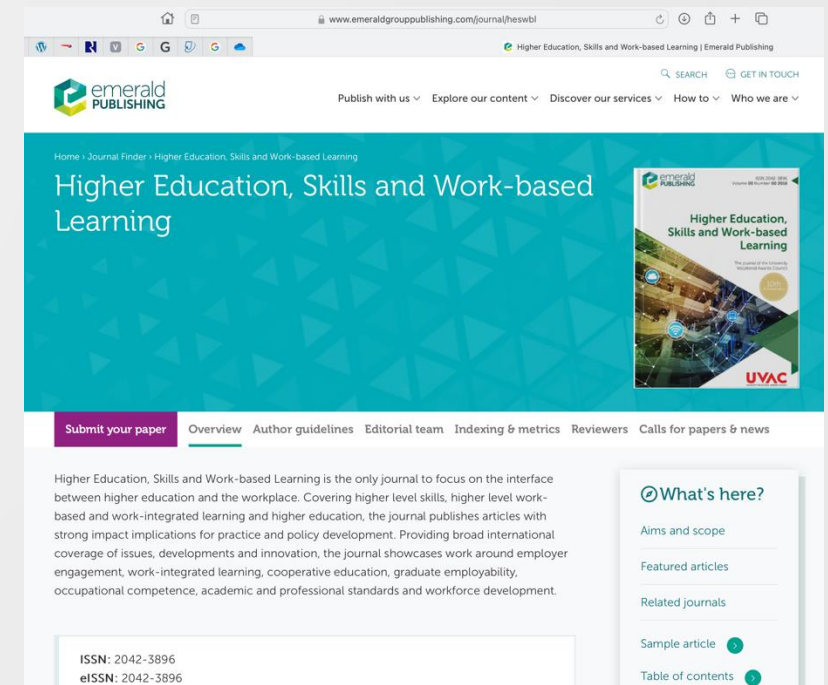 www.emeraldgrouppublishing.com/journal/heswbl
Higher Education, Skills and Work-based Learning | Emerald Publishing
emerald
PUBLISHING
SEARCH
GET IN TOUCH
Publish with us
Explore our content
Discover our services
How to
Who we are
Home › Journal Finder › Higher Education, Skills and Work-based Learning
Higher Education, Skills and Work-based
Learning
emerald
PUBLISHING
Higher Education,
Skills and Work-based
Learning
The journal of the University
Vocational Awards Council
UVAC
Submit your paper
Overview
Author guidelines
Editorial team
Indexing & metrics
Reviewers
Calls for papers & news
Higher Education, Skills and Work-based Learning is the only journal to focus on the interface
between higher education and the workplace. Covering higher level skills, higher level work-
based and work-integrated learning and higher education, the journal publishes articles with
strong impact implications for practice and policy development. Providing broad international
coverage of issues, developments and innovation, the journal showcases work around employer
engagement, work-integrated learning, cooperative education, graduate employability,
occupational competence, academic and professional standards and workforce development.
What's here?
Aims and scope
Featured articles
Related journals
Sample article
Table of contents
ISSN: 2042-3896
eISSN: 2042-3896